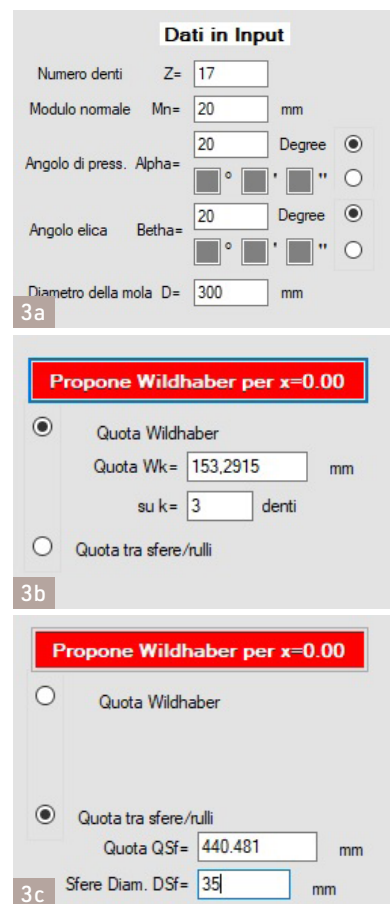 Dati in Input
Numero denti Z= 17
Modulo normale Mn= 20 mm
20 Degree
Angolo di press. Alpha=
° ' "
20 Degree
Angolo elica Betha=
° ' "
Diametro della mola D= 300 mm
3a
Propone Wildhaber per x=0.00
Quota Wildhaber
Quota Wk= 153,2915 mm
su k= 3 denti
Quota tra sfere/rulli
3b
Propone Wildhaber per x=0.00
Quota Wildhaber
Quota tra sfere/rulli
Quota QSf= 440.481 mm
Sfere Diam. DSf= 35 mm
3c